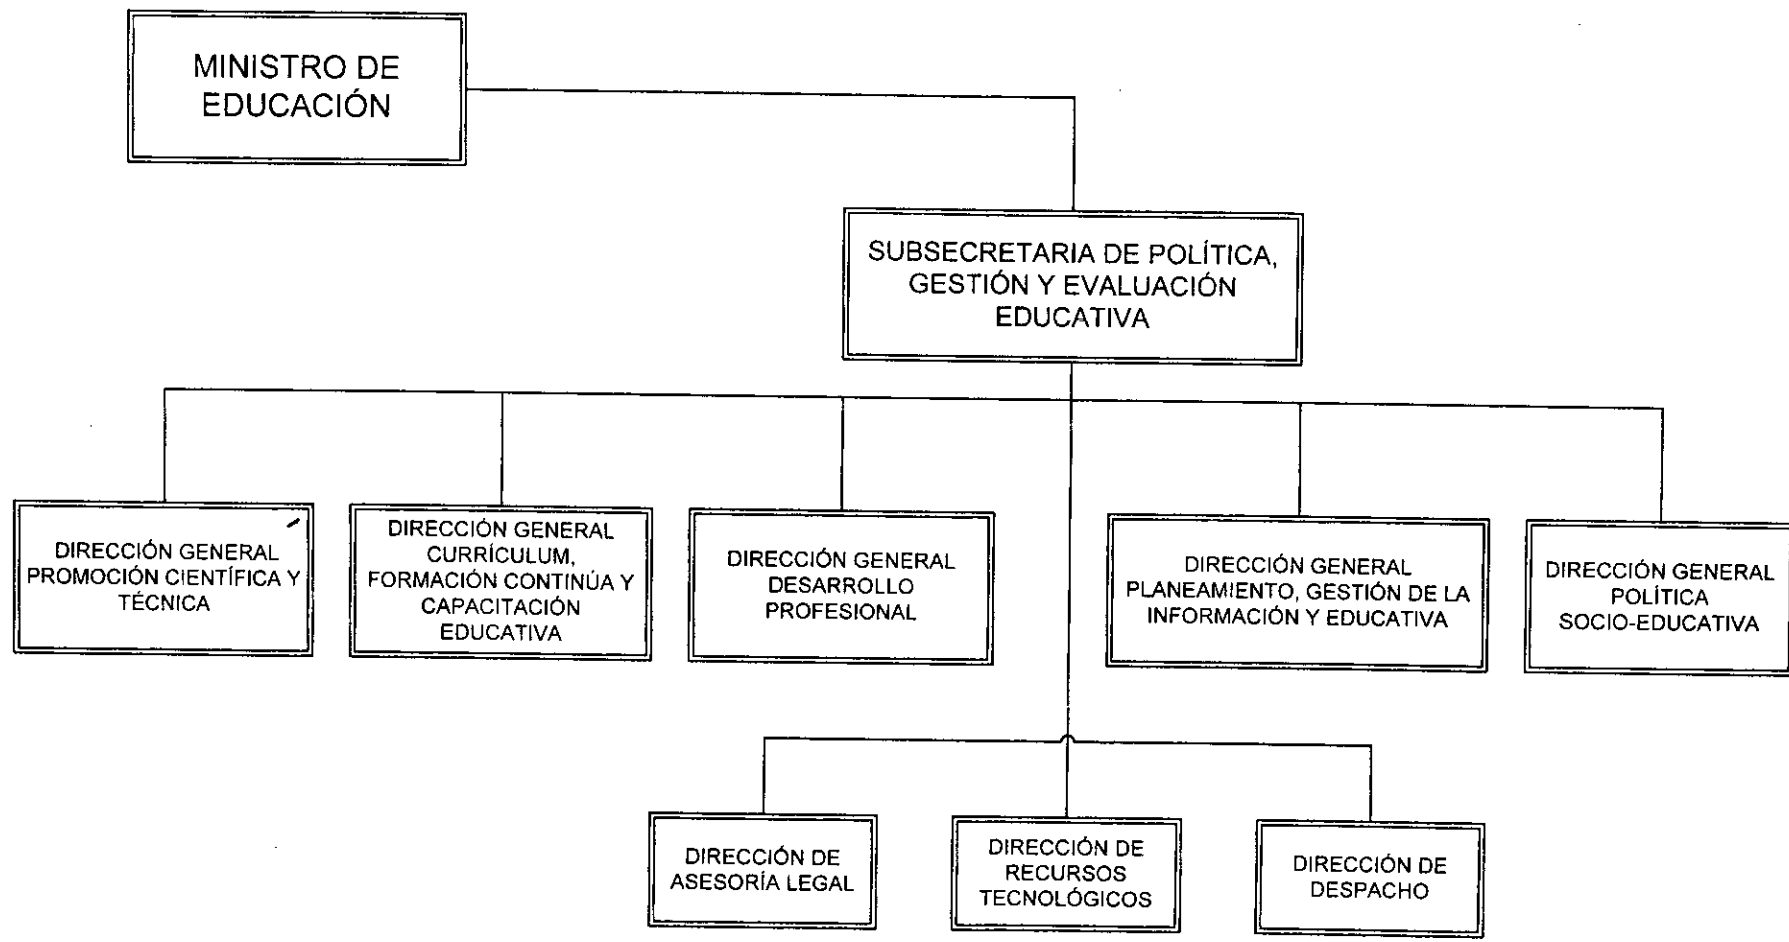 MINISTRO DE
EDUCACIÓN
SUBSECRETARIA DE POLÍTICA,
GESTIÓN Y EVALUACIÓN
EDUCATIVA
DIRECCIÓN GENERAL
PROMOCIÓN CIENTÍFICA Y
TÉCNICA
DIRECCIÓN GENERAL
CURRÍCULUM,
FORMACIÓN CONTINÚA Y
CAPACITACIÓN
EDUCATIVA
DIRECCIÓN GENERAL
DESARROLLO
PROFESIONAL
DIRECCIÓN GENERAL
PLANEAMIENTO, GESTIÓN DE LA
INFORMACIÓN Y EDUCATIVA
DIRECCIÓN GENERAL
POLÍTICA
SOCIO-EDUCATIVA
DIRECCIÓN DE
ASESORÍA LEGAL
DIRECCIÓN DE
RECURSOS
TECNOLÓGICOS
DIRECCIÓN DE
DESPACHO